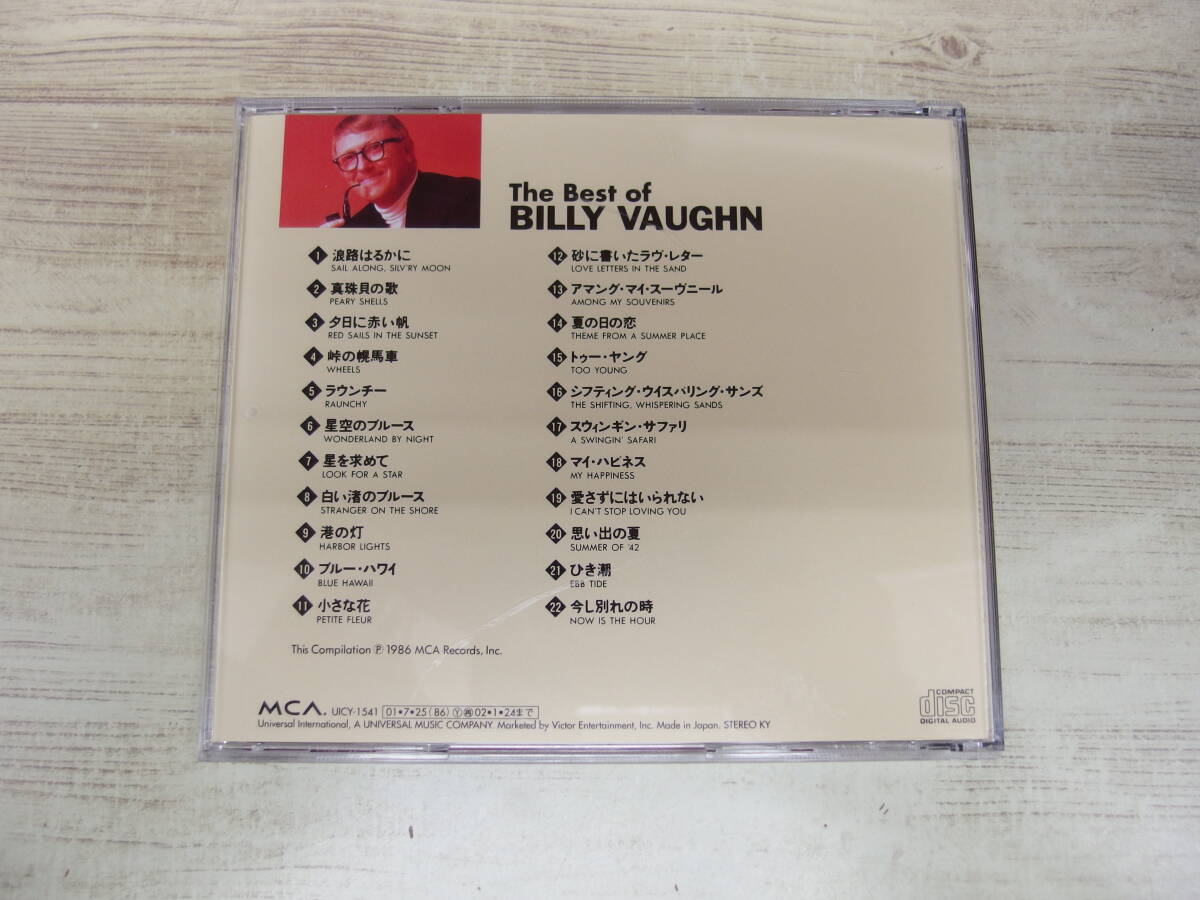 The Best of
BILLY VAUGHN
1 浪路はるかに
SAIL ALONG, SILV'RY MOON
2 真珠貝の歌
PEARY SHELLS
3 夕日に赤い帆
RED SAILS IN THE SUNSET
4 峠の幌馬車
WHEELS
5 ラウンチー
RAUNCHY
6 星空のブルース
WONDERLAND BY NIGHT
7 星を求めて
LOOK FOR A STAR
8 白い渚のブルース
STRANGER ON THE SHORE
9 港の灯
HARBOR LIGHTS
10 ブルー・ハワイ
BLUE HAWAII
11 小さな花
PETITE FLEUR
12 砂に書いたラヴ・レター
LOVE LETTERS IN THE SAND
13 アマング・マイ・スーヴニール
AMONG MY SOUVENIRS
14 夏の日の恋
THEME FROM A SUMMER PLACE
15 トゥー・ヤング
TOO YOUNG
16 シフティング・ウイスパリング・サンズ
THE SHIFTING, WHISPERING SANDS
17 スウィンギン・サファリ
A SWINGIN' SAFARI
18 マイ・ハピネス
MY HAPPINESS
19 愛さずにはいられない
I CAN'T STOP LOVING YOU
20 思い出の夏
SUMMER OF '42
21 ひき潮
EBB TIDE
22 今し別れの時
NOW IS THE HOUR
This Compilation Ⓟ 1986 MCA Records, Inc.
MCA. UICY-1541 01•7•25(86) Ⓨ㊞02•1•24まで
Universal International, A UNIVERSAL MUSIC COMPANY. Marketed by Victor Entertainment, Inc. Made in Japan. STEREO KY
COMPACT
disc
DIGITAL AUDIO